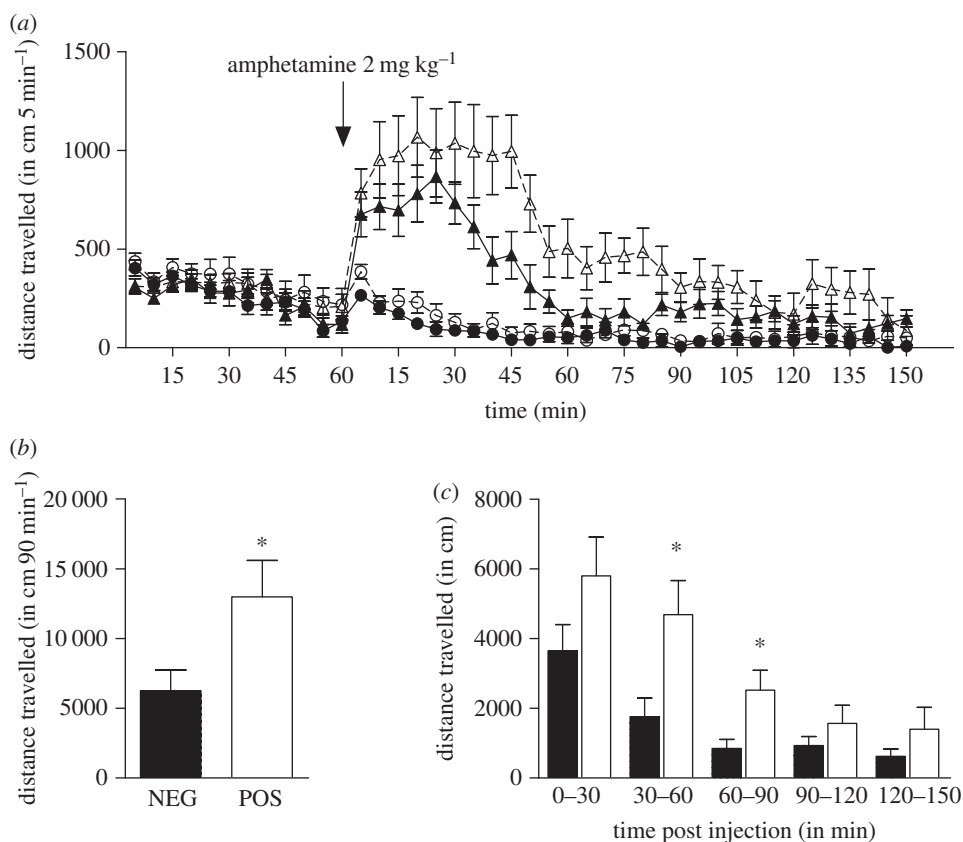 (a)
1500
1000
500
0
distance travelled (in cm 5 min⁻¹)
amphetamine 2 mg kg⁻¹
15 30 45 60 15 30 45 60 75 90 105 120 135 150
time (min)
(b)
20 000
15 000
10 000
5000
0
distance travelled (in cm 90 min⁻¹)
*
NEG POS
(c)
8000
6000
4000
2000
0
distance travelled (in cm)
* *
0–30 30–60 60–90 90–120 120–150
time post injection (in min)